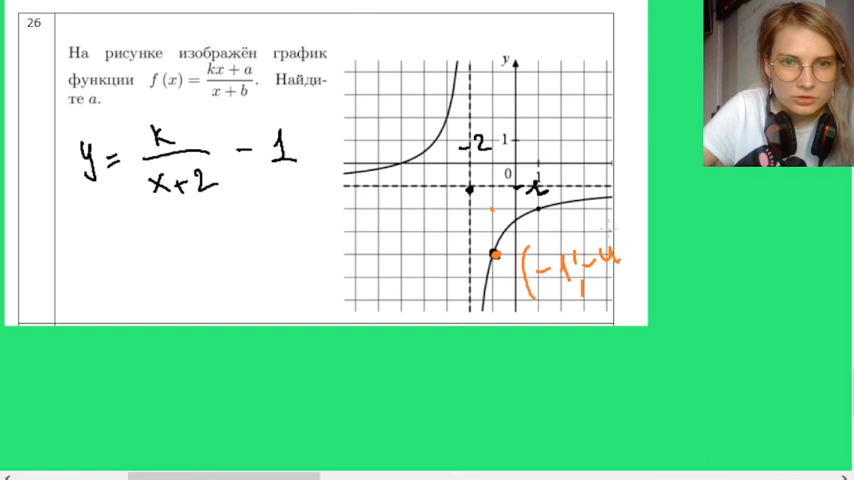 26
На рисунке изображён график
функции f (x) = kx + a / x + b . Найди-
те a.
y = k / x+2 - 1
y
1
-2
0
1
-1
(-1; -4